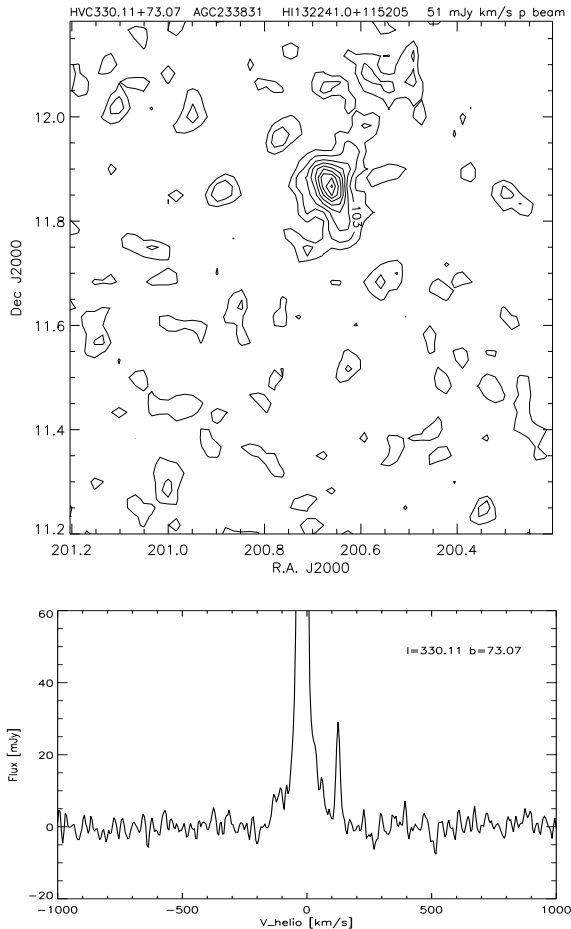 HVC330.11+73.07 AGC233831 HI132241.0+115205 51 mJy km/s p beam
12.0
11.8
103
Dec J2000
11.6
11.4
11.2
201.2 201.0 200.8 200.6 200.4
R.A. J2000
60
l=330.11 b=73.07
40
Flux [mJy]
20
0
-20
-1000 -500 0 500 1000
V_helio [km/s]